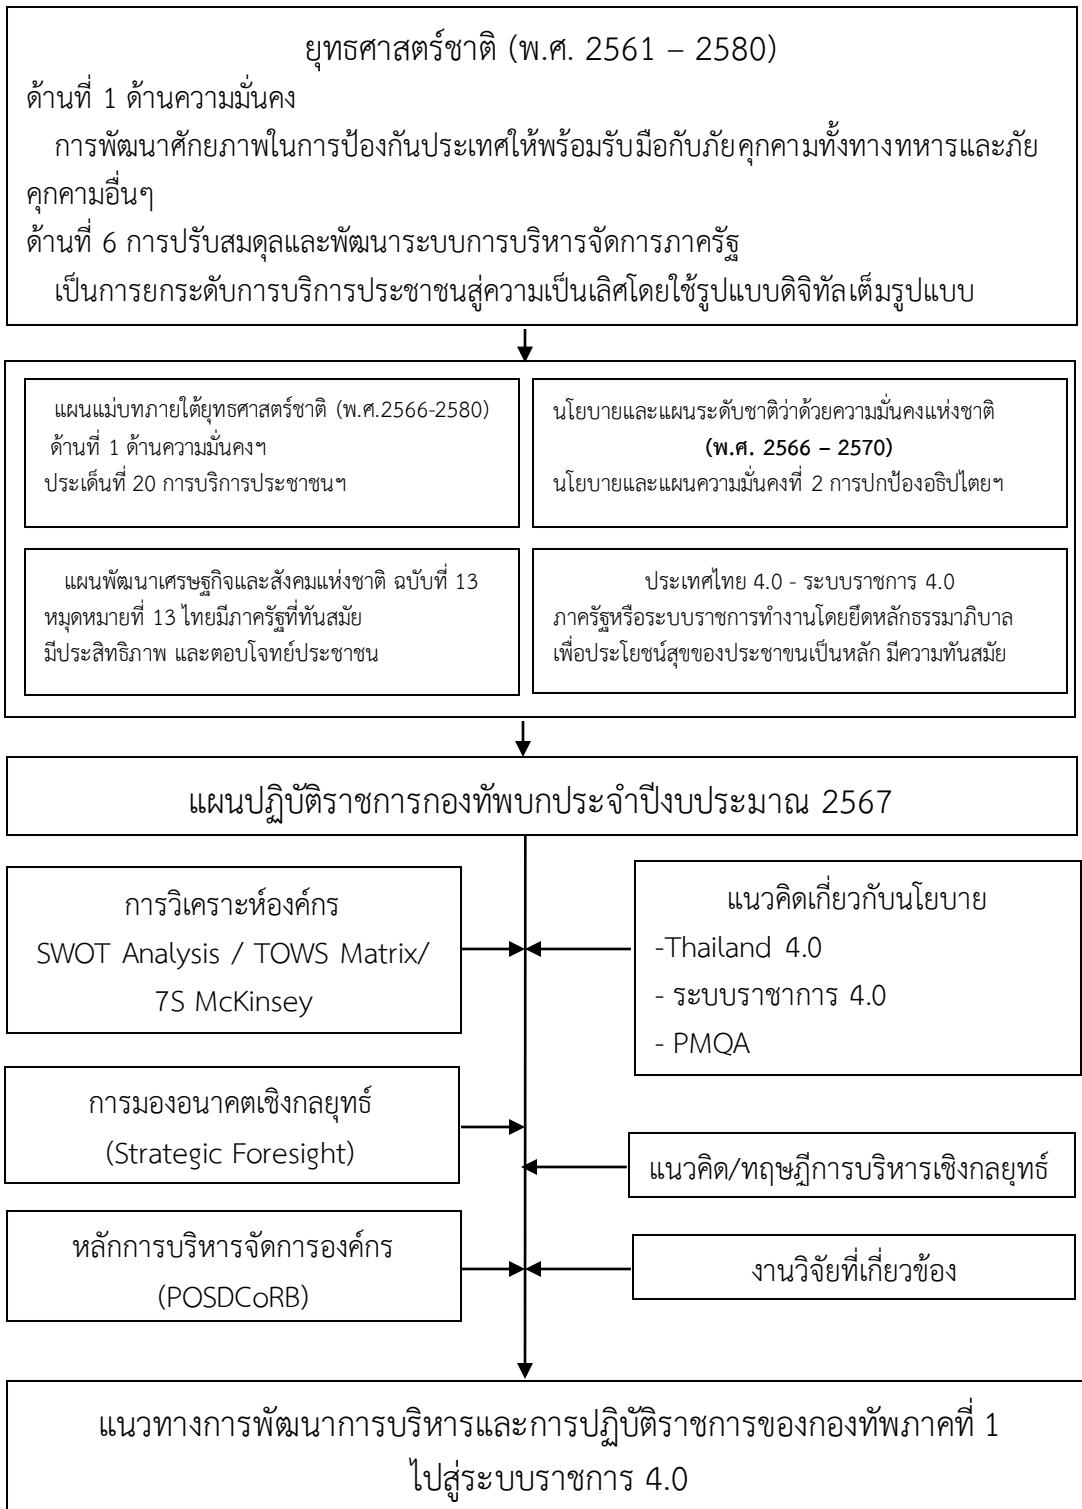 ยุทธศาสตร์ชาติ (พ.ศ. 2561 – 2580)
ด้านที่ 1 ด้านความมั่นคง
การพัฒนาศักยภาพในการป้องกันประเทศให้พร้อมรับมือกับภัยคุกคามทั้งทางทหารและภัย
คุกคามอื่นๆ
ด้านที่ 6 การปรับสมดุลและพัฒนาระบบการบริหารจัดการภาครัฐ
เป็นการยกระดับการบริการประชาชนสู่ความเป็นเลิศโดยใช้รูปแบบดิจิทัลเต็มรูปแบบ
แผนแม่บทภายใต้ยุทธศาสตร์ชาติ (พ.ศ.2566-2580)
ด้านที่ 1 ด้านความมั่นคงฯ
ประเด็นที่ 20 การบริการประชาชนฯ
นโยบายและแผนระดับชาติว่าด้วยความมั่นคงแห่งชาติ
(พ.ศ. 2566 – 2570)
นโยบายและแผนความมั่นคงที่ 2 การปกป้องอธิปไตยฯ
แผนพัฒนาเศรษฐกิจและสังคมแห่งชาติ ฉบับที่ 13
หมุดหมายที่ 13 ไทยมีภาครัฐที่ทันสมัย
มีประสิทธิภาพ และตอบโจทย์ประชาชน
ประเทศไทย 4.0 - ระบบราชการ 4.0
ภาครัฐหรือระบบราชการทำงานโดยยึดหลักธรรมาภิบาล
เพื่อประโยชน์สุขของประชาขนเป็นหลัก มีความทันสมัย
แผนปฏิบัติราชการกองทัพบกประจำปีงบประมาณ 2567
การวิเคราะห์องค์กร
SWOT Analysis / TOWS Matrix/
7S McKinsey
แนวคิดเกี่ยวกับนโยบาย
-Thailand 4.0
- ระบบราชาการ 4.0
- PMQA
การมองอนาคตเชิงกลยุทธ์
(Strategic Foresight)
แนวคิด/ทฤษฎีการบริหารเชิงกลยุทธ์
หลักการบริหารจัดการองค์กร
(POSDCoRB)
งานวิจัยที่เกี่ยวข้อง
แนวทางการพัฒนาการบริหารและการปฏิบัติราชการของกองทัพภาคที่ 1
ไปสู่ระบบราชการ 4.0